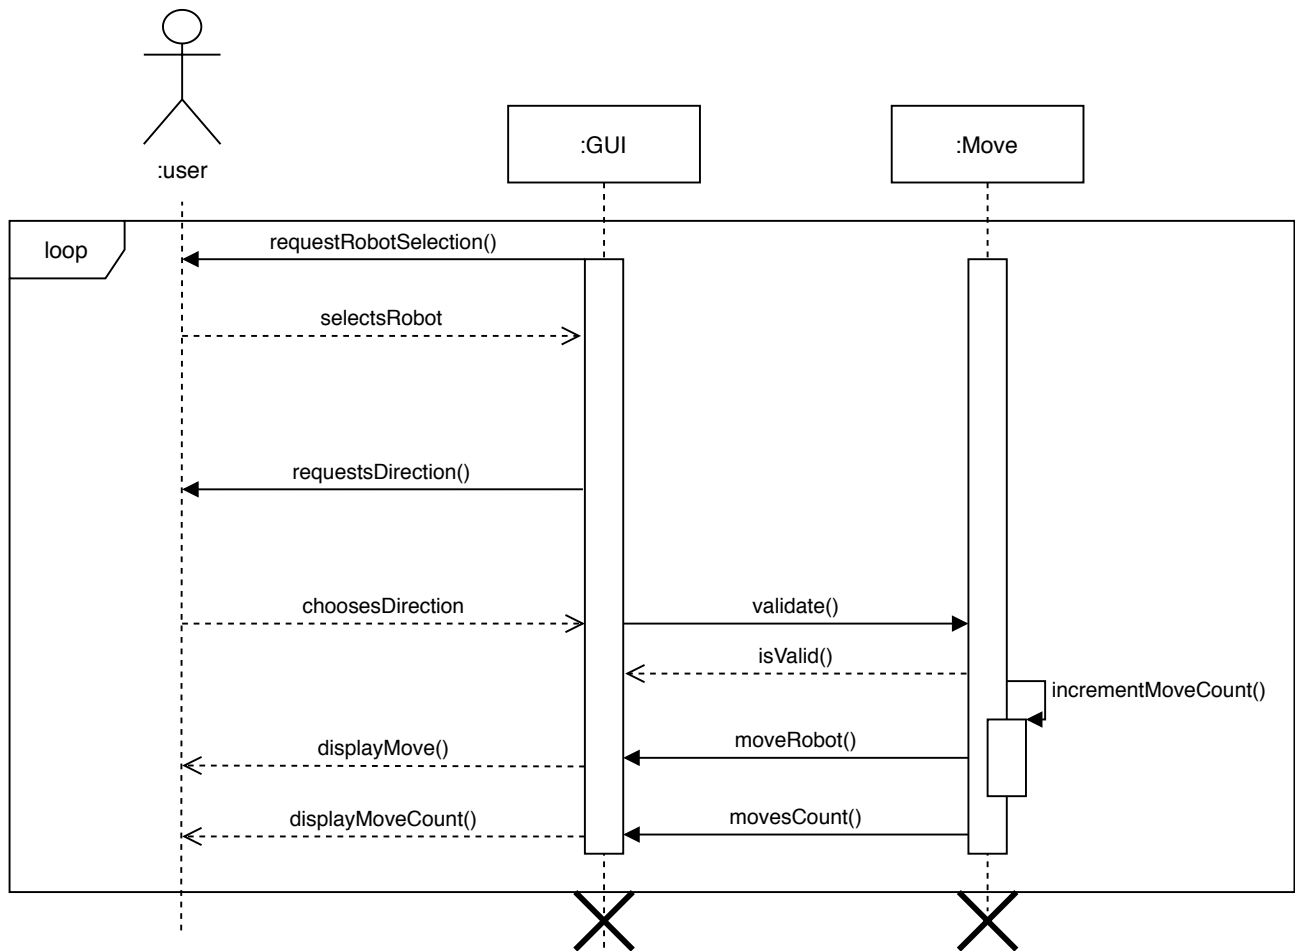 :user
:GUI
:Move
loop
requestRobotSelection()
selectsRobot
requestsDirection()
choosesDirection
validate()
isValid()
incrementMoveCount()
displayMove()
moveRobot()
displayMoveCount()
movesCount()